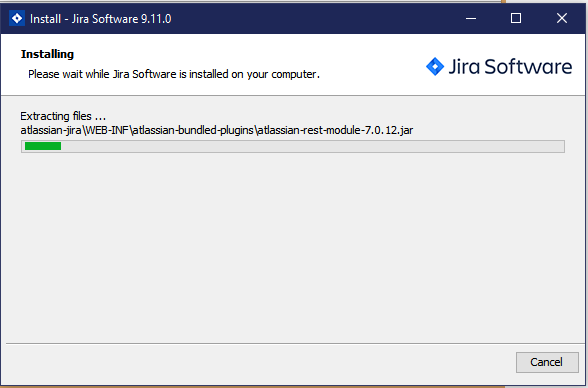 Install - Jira Software 9.11.0
Installing
Please wait while Jira Software is installed on your computer.
Jira Software
Extracting files ...
atlassian-jira\WEB-INF\atlassian-bundled-plugins\atlassian-rest-module-7.0.12.jar
Cancel